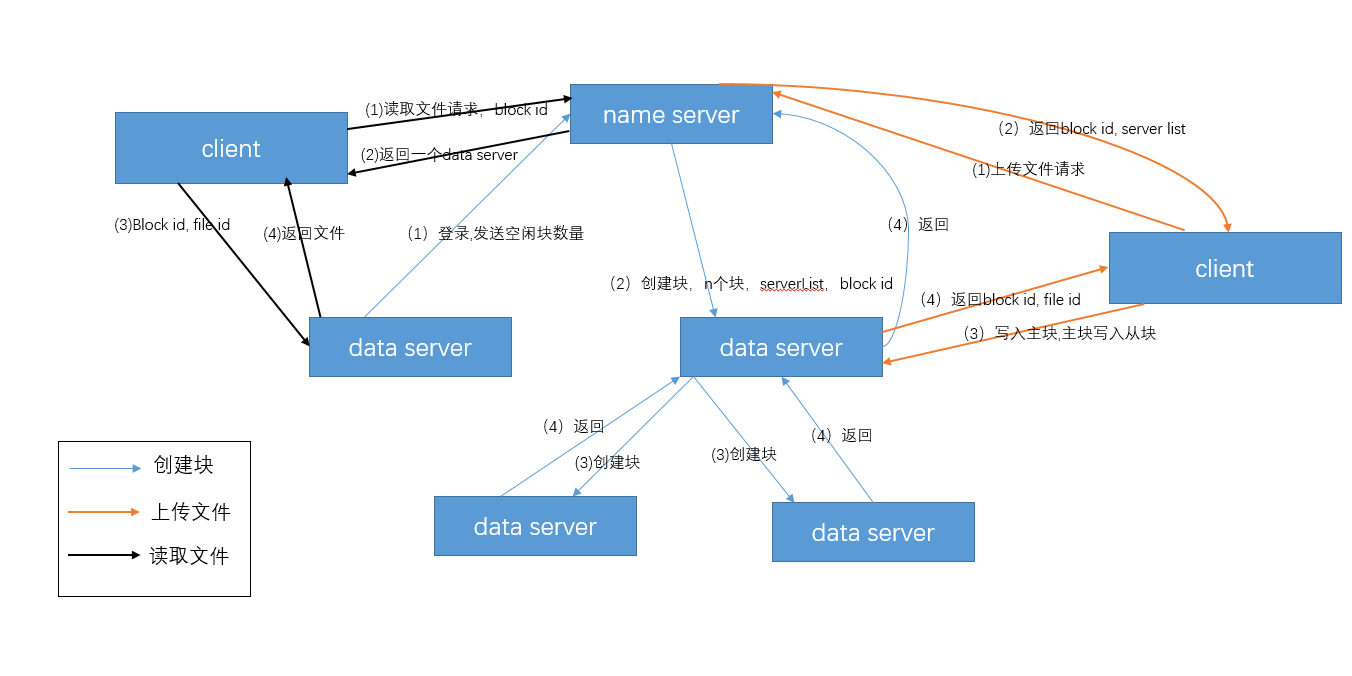 name server
(1)读取文件请求，block id
client
(2)返回一个data server
（2）返回block id, server list
(1)上传文件请求
(3)Block id, file id
(4)返回文件
（1）登录,发送空闲块数量
（4）返回
client
（2）创建块，n个块，serverList，block id
（4）返回block id, file id
（3）写入主块,主块写入从块
data server
data server
（4）返回
(3)创建块
(3)创建块
（4）返回
data server
data server
创建块
上传文件
读取文件